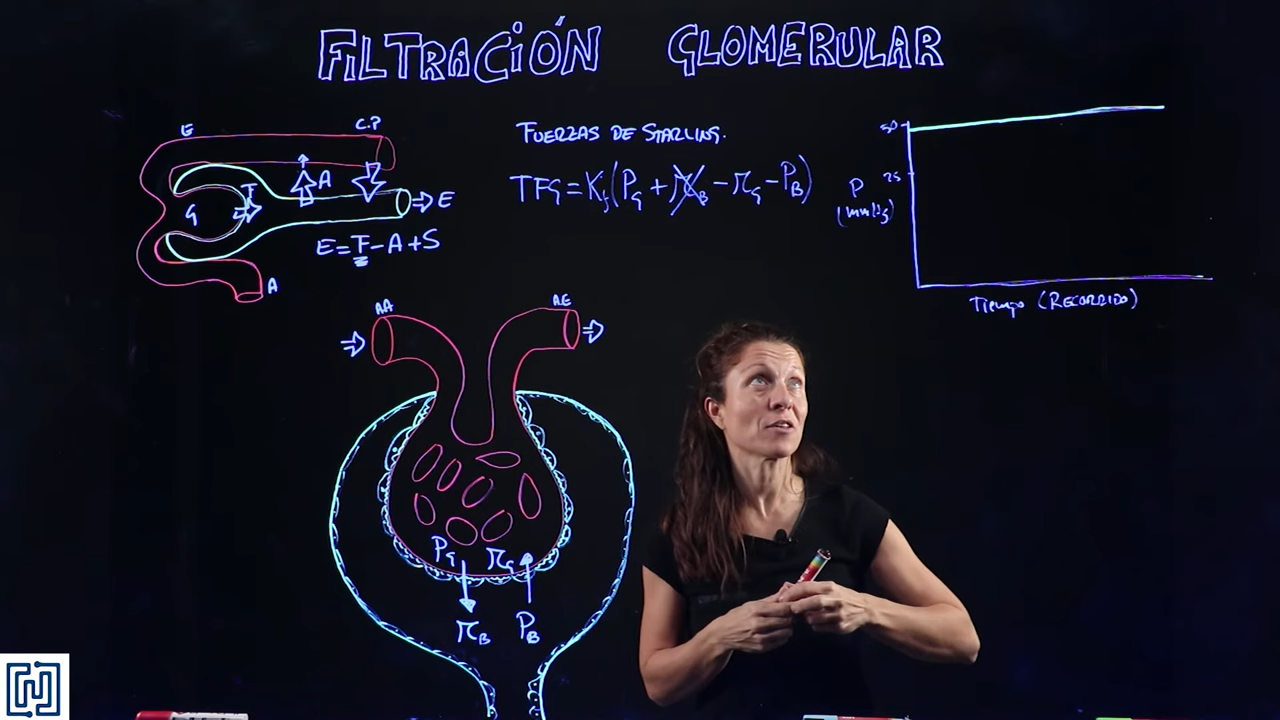 FILTRACIÓN GLOMERULAR
E
C.P
A
F
G
E
E=F-A+S
A
FUERZAS DE STARLING.
TFG=Kf(PG+πB-πG-PB)
50
25
P
(mmHg)
Tiempo (RECORRIDO)
AA
AE
PG
πG
πB
PB